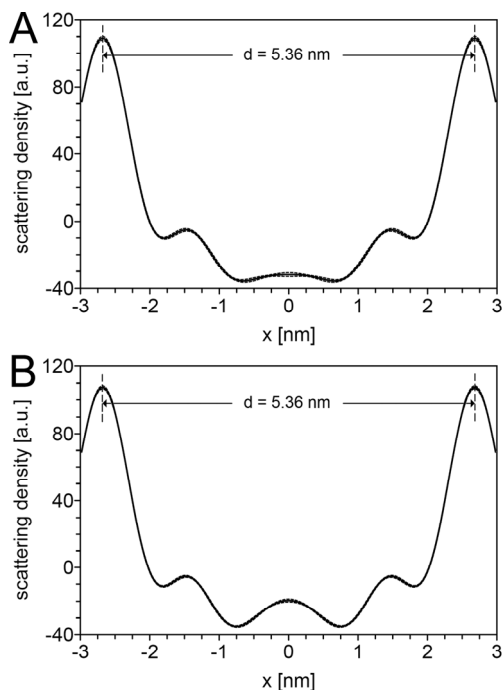 A
scattering density [a.u.]
120
80
40
0
-40
d = 5.36 nm
-3 -2 -1 0 1 2 3
x [nm]
B
scattering density [a.u.]
120
80
40
0
-40
d = 5.36 nm
-3 -2 -1 0 1 2 3
x [nm]